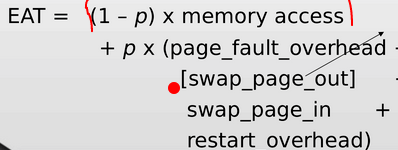 EAT = (1 – p) x memory access
+ p x (page_fault_overhead +
[swap_page_out] +
swap_page_in +
restart_overhead)